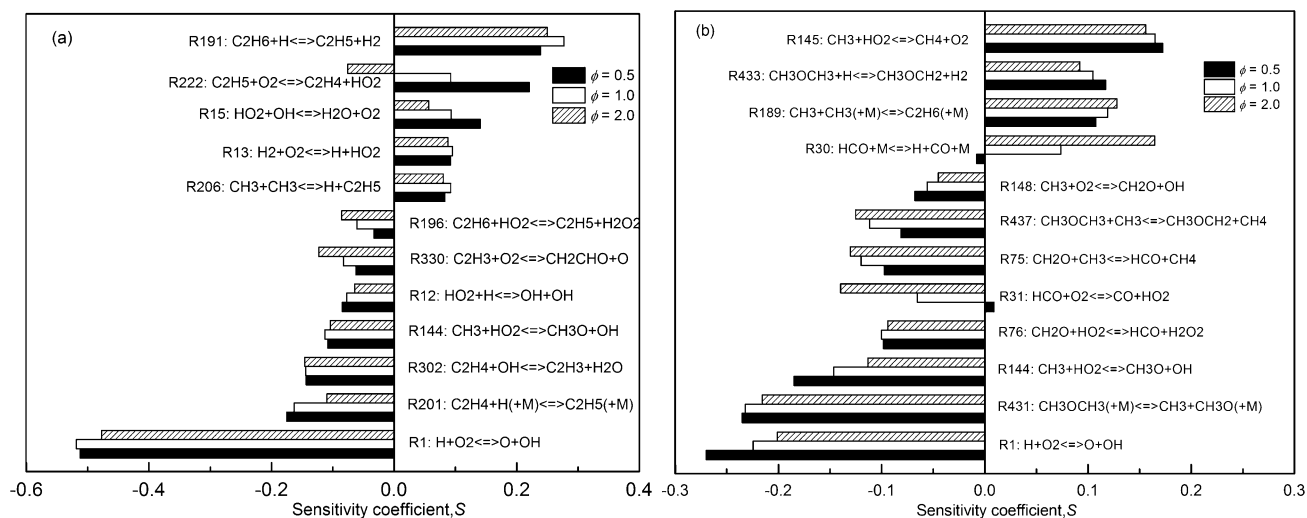 (a)
R191: C2H6+H<=>C2H5+H2
R222: C2H5+O2<=>C2H4+HO2
R15: HO2+OH<=>H2O+O2
R13: H2+O2<=>H+HO2
R206: CH3+CH3<=>H+C2H5
R196: C2H6+HO2<=>C2H5+H2O2
R330: C2H3+O2<=>CH2CHO+O
R12: HO2+H<=>OH+OH
R144: CH3+HO2<=>CH3O+OH
R302: C2H4+OH<=>C2H3+H2O
R201: C2H4+H(+M)<=>C2H5(+M)
R1: H+O2<=>O+OH
ϕ = 0.5
ϕ = 1.0
ϕ = 2.0
-0.6 -0.4 -0.2 0.0 0.2 0.4
Sensitivity coefficient,S
(b)
R145: CH3+HO2<=>CH4+O2
R433: CH3OCH3+H<=>CH3OCH2+H2
R189: CH3+CH3(+M)<=>C2H6(+M)
R30: HCO+M<=>H+CO+M
R148: CH3+O2<=>CH2O+OH
R437: CH3OCH3+CH3<=>CH3OCH2+CH4
R75: CH2O+CH3<=>HCO+CH4
R31: HCO+O2<=>CO+HO2
R76: CH2O+HO2<=>HCO+H2O2
R144: CH3+HO2<=>CH3O+OH
R431: CH3OCH3(+M)<=>CH3+CH3O(+M)
R1: H+O2<=>O+OH
ϕ = 0.5
ϕ = 1.0
ϕ = 2.0
-0.3 -0.2 -0.1 0.0 0.1 0.2 0.3
Sensitivity coefficient,S